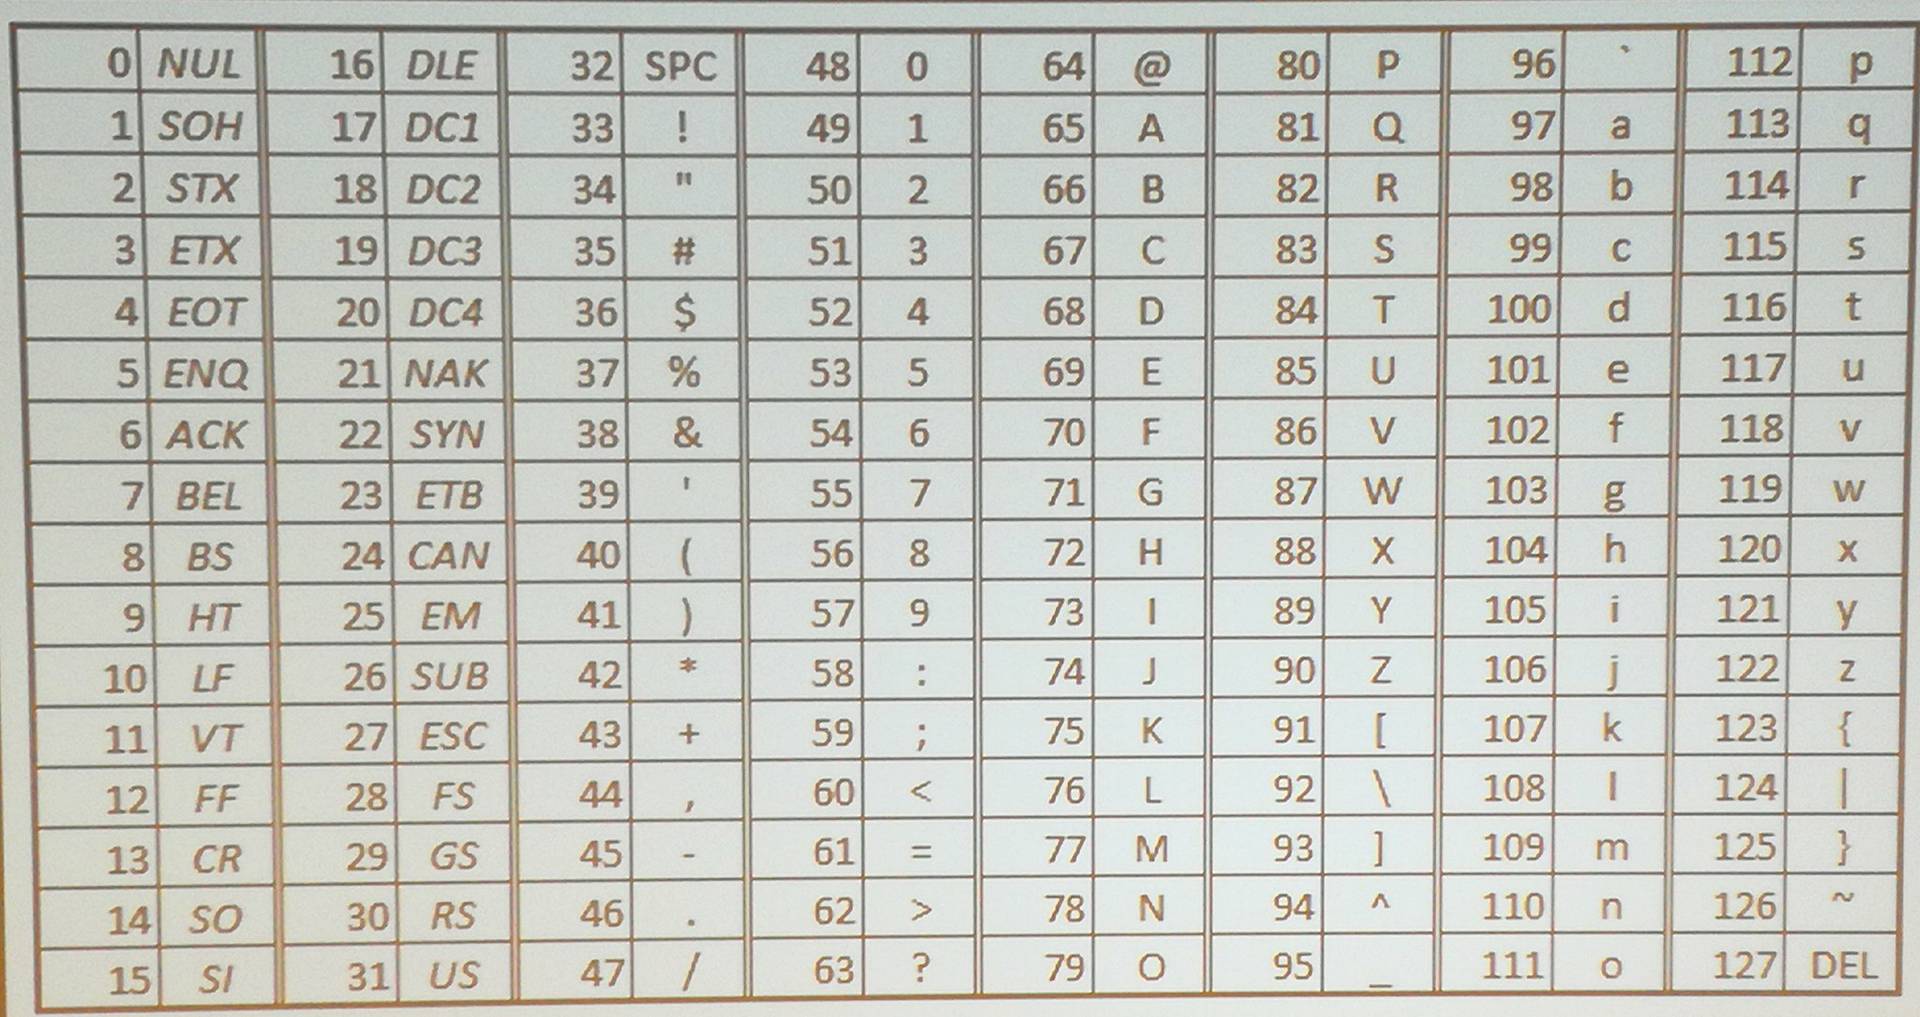 0 NUL 16 DLE 32 SPC 48 0 64 @ 80 P 96 ` 112 p
1 SOH 17 DC1 33 ! 49 1 65 A 81 Q 97 a 113 q
2 STX 18 DC2 34 " 50 2 66 B 82 R 98 b 114 r
3 ETX 19 DC3 35 # 51 3 67 C 83 S 99 c 115 s
4 EOT 20 DC4 36 $ 52 4 68 D 84 T 100 d 116 t
5 ENQ 21 NAK 37 % 53 5 69 E 85 U 101 e 117 u
6 ACK 22 SYN 38 & 54 6 70 F 86 V 102 f 118 v
7 BEL 23 ETB 39 ' 55 7 71 G 87 W 103 g 119 w
8 BS 24 CAN 40 ( 56 8 72 H 88 X 104 h 120 x
9 HT 25 EM 41 ) 57 9 73 I 89 Y 105 i 121 y
10 LF 26 SUB 42 * 58 : 74 J 90 Z 106 j 122 z
11 VT 27 ESC 43 + 59 ; 75 K 91 [ 107 k 123 {
12 FF 28 FS 44 , 60 < 76 L 92 \ 108 l 124 |
13 CR 29 GS 45 - 61 = 77 M 93 ] 109 m 125 }
14 SO 30 RS 46 . 62 > 78 N 94 ^ 110 n 126 ~
15 SI 31 US 47 / 63 ? 79 O 95 _ 111 o 127 DEL